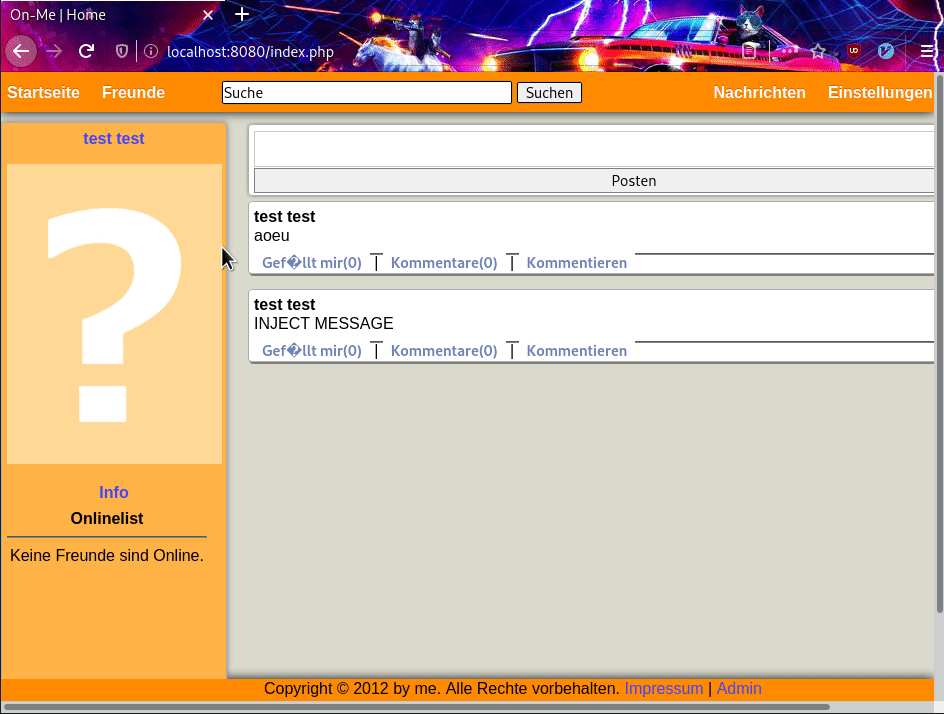 On-Me | Home
localhost:8080/index.php
Startseite Freunde Suche Suchen Nachrichten Einstellungen
test test
?
Info
Onlinelist
Keine Freunde sind Online.
Posten
test test
aoeu
Gef�llt mir(0) | Kommentare(0) | Kommentieren
test test
INJECT MESSAGE
Gef�llt mir(0) | Kommentare(0) | Kommentieren
Copyright © 2012 by me. Alle Rechte vorbehalten. Impressum | Admin